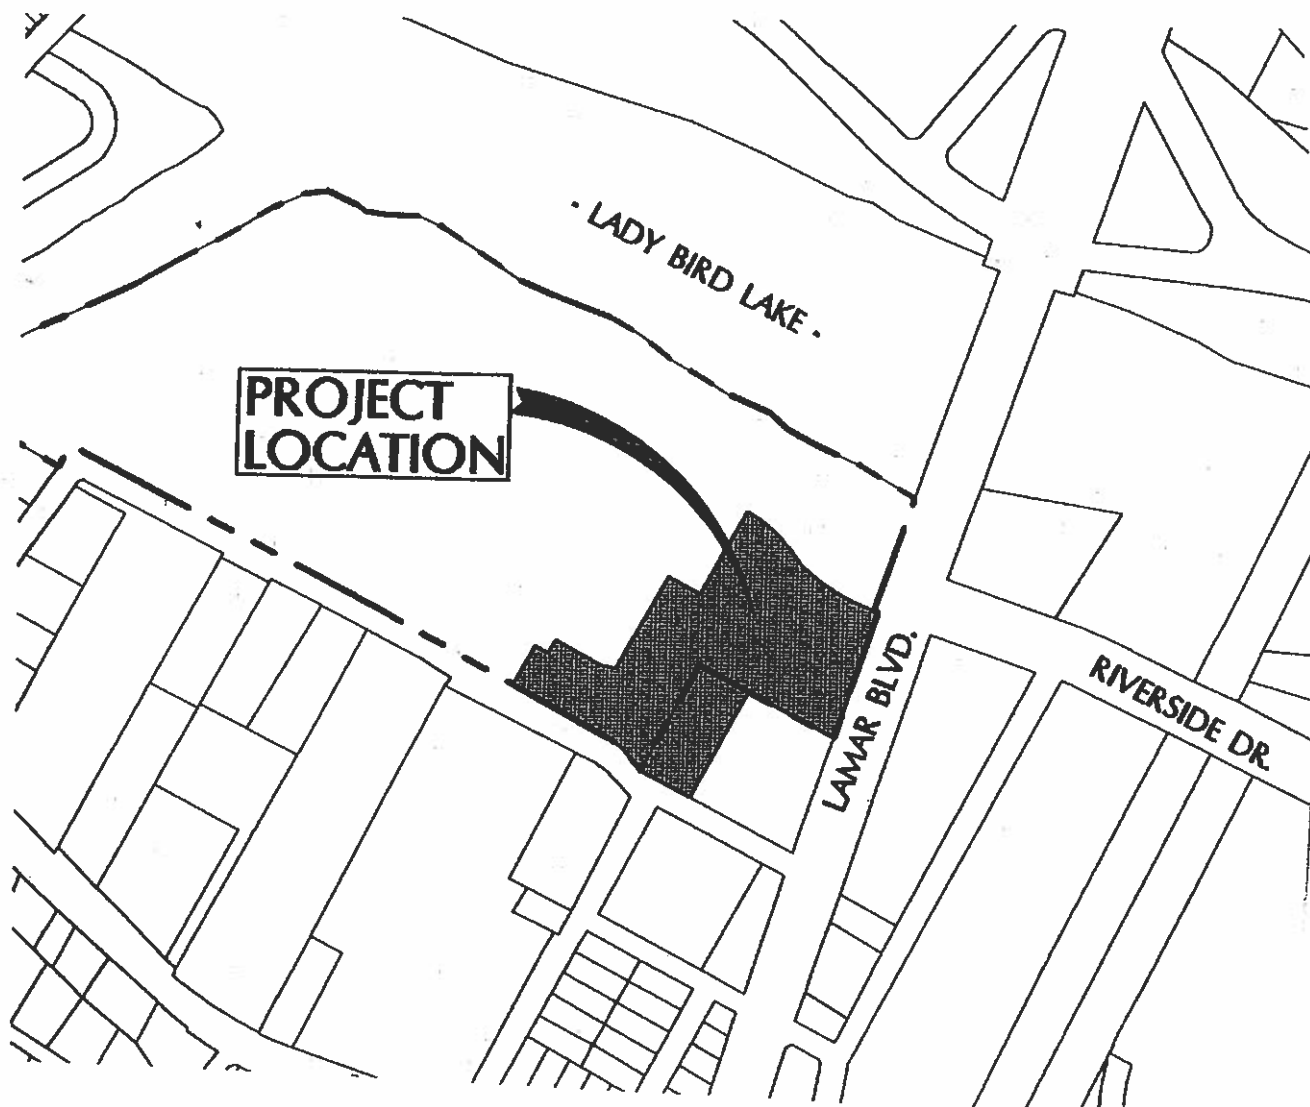 - LADY BIRD LAKE -
PROJECT
LOCATION
LAMAR BLVD.
RIVERSIDE DR.